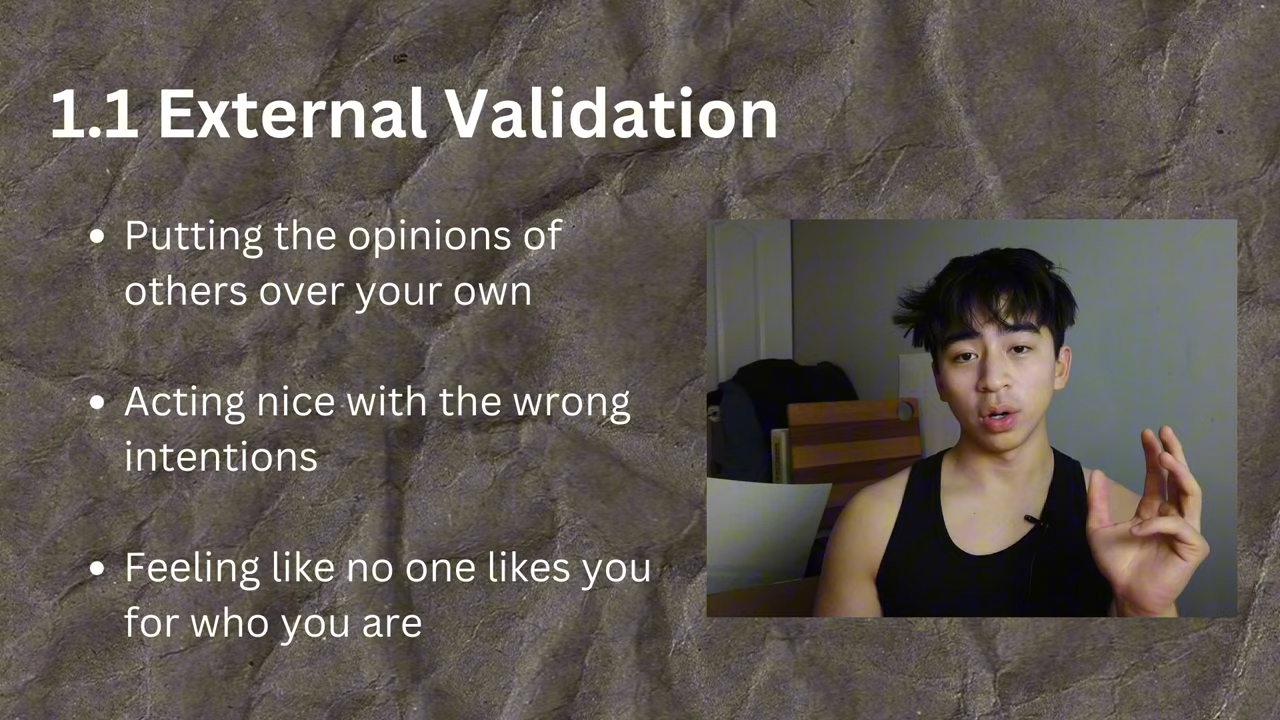 1.1 External Validation
• Putting the opinions of
others over your own
• Acting nice with the wrong
intentions
• Feeling like no one likes you
for who you are